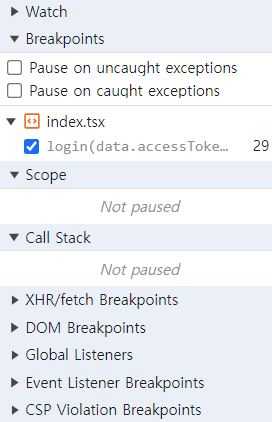 Watch
Breakpoints
Pause on uncaught exceptions
Pause on caught exceptions
index.tsx
login(data.accessToke… 29
Scope
Not paused
Call Stack
Not paused
XHR/fetch Breakpoints
DOM Breakpoints
Global Listeners
Event Listener Breakpoints
CSP Violation Breakpoints